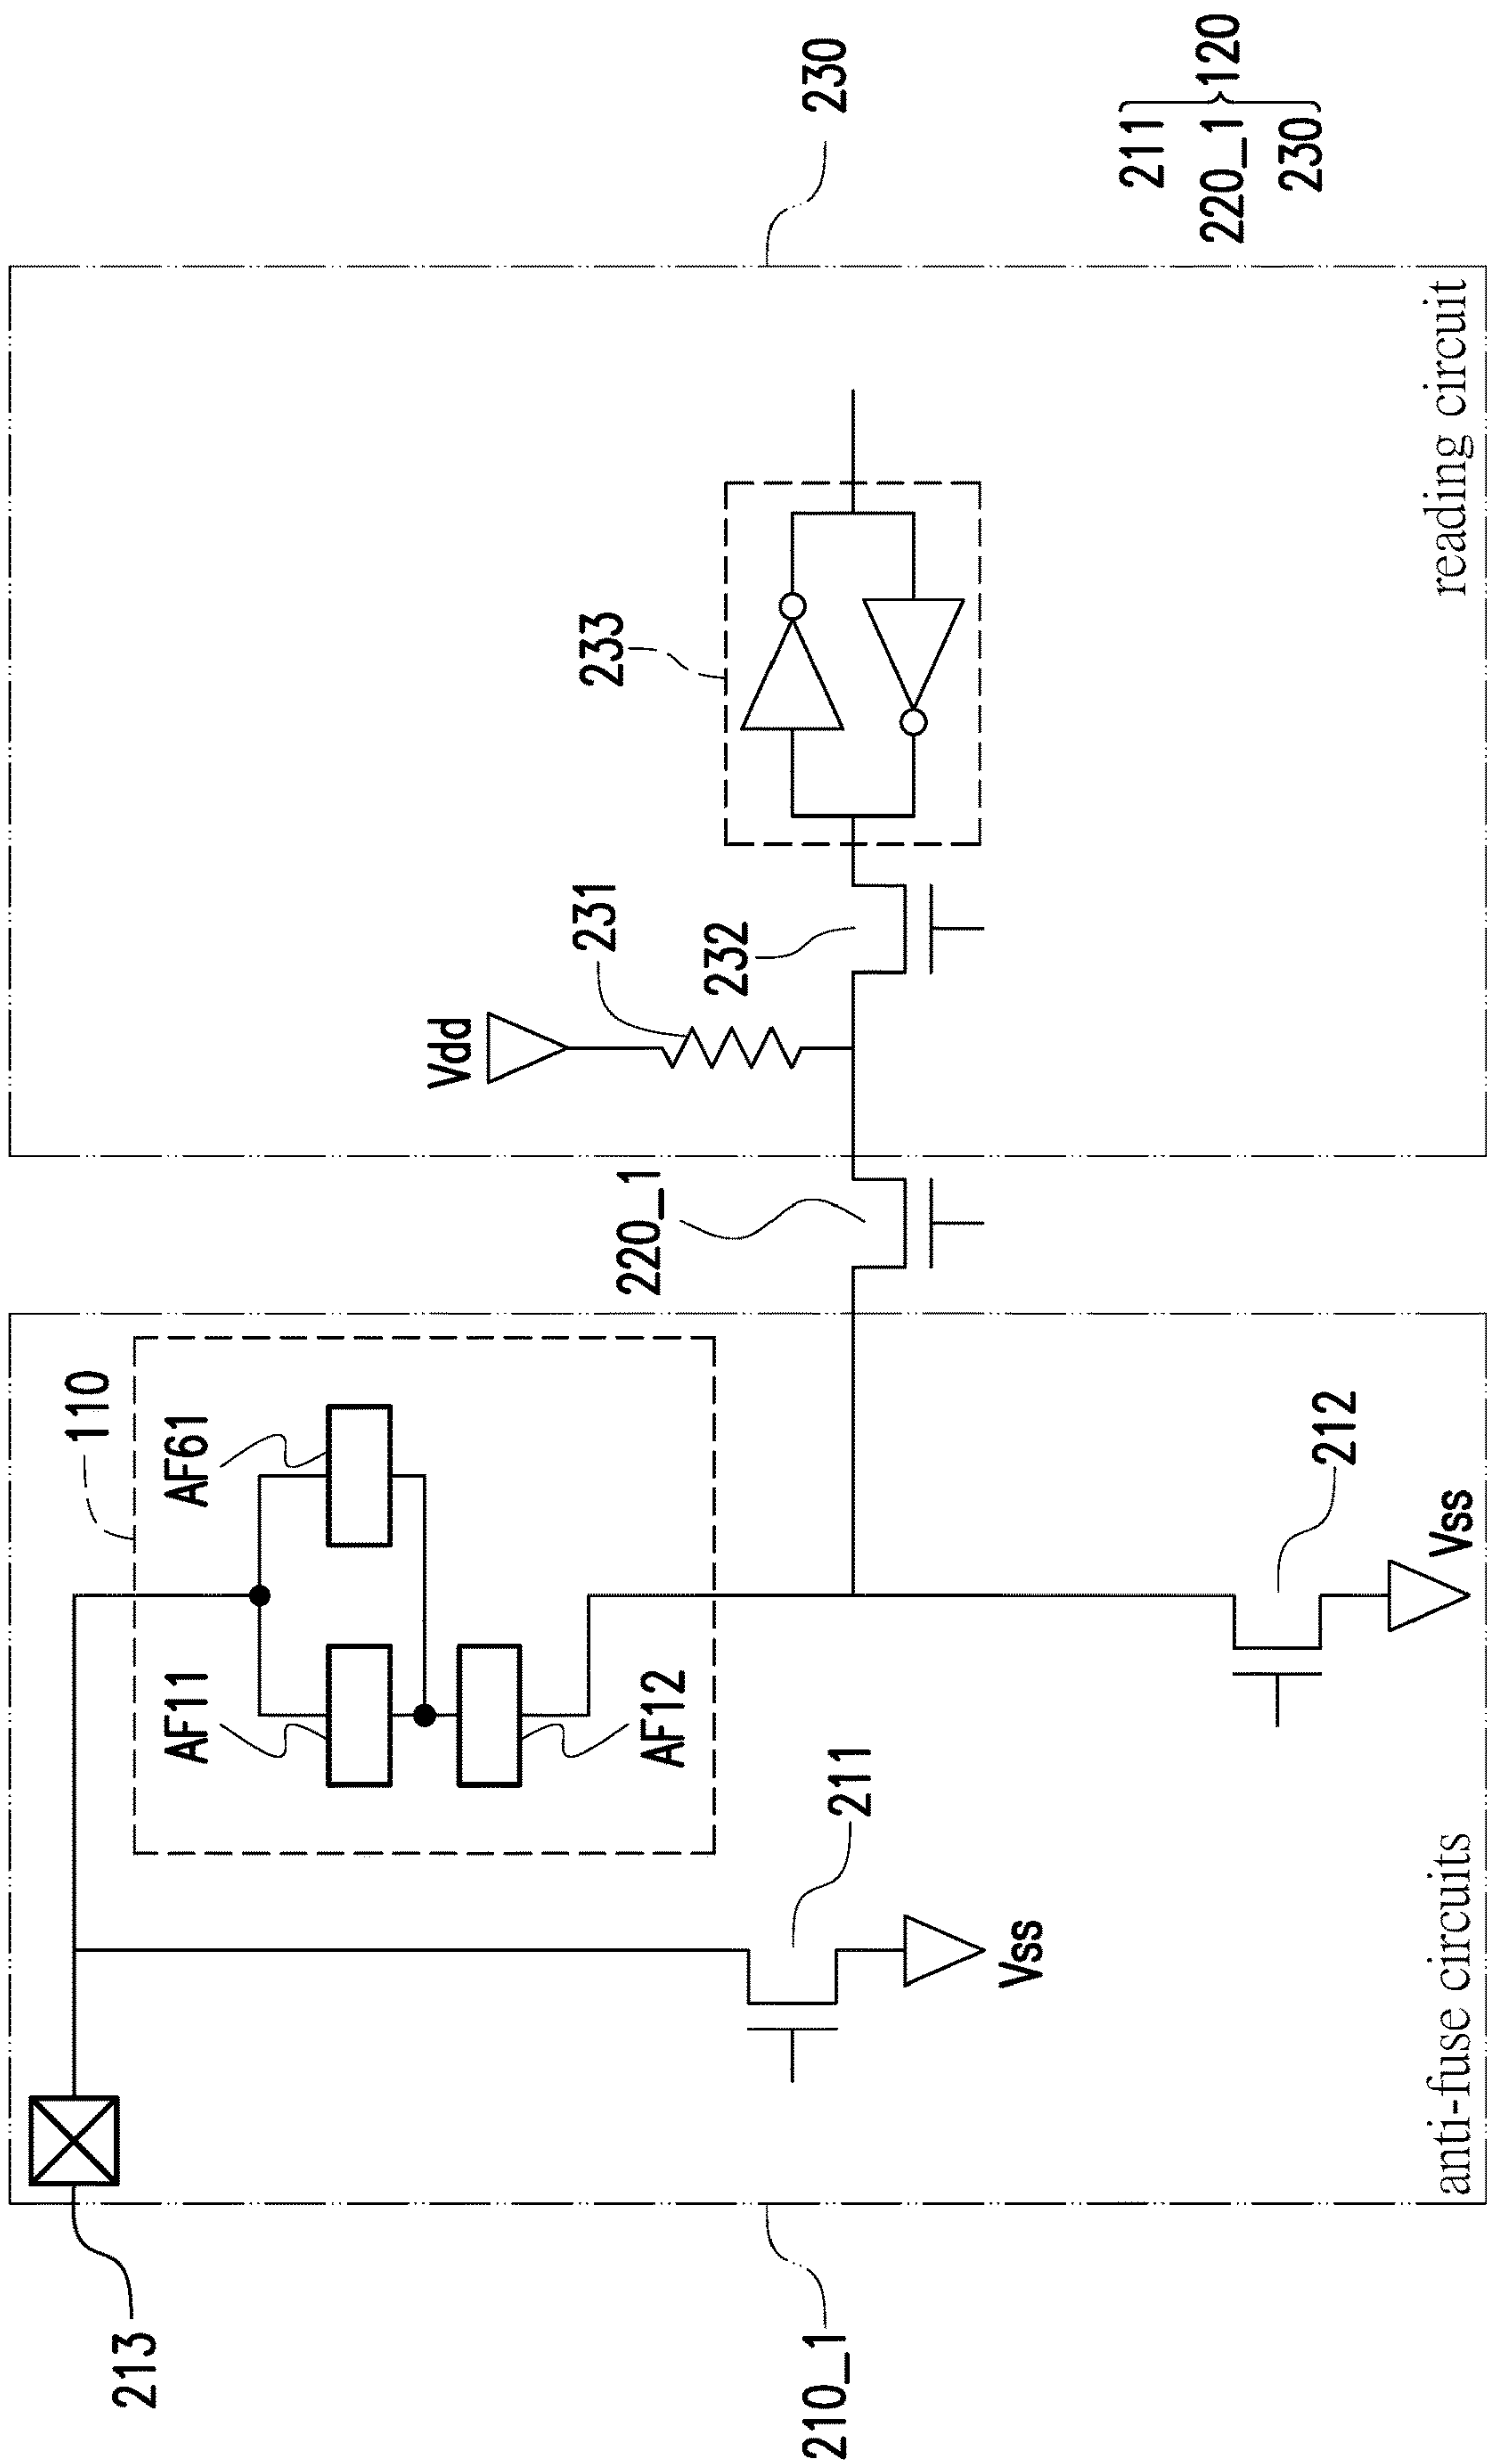 213
110
AF11
AF61
AF12
211
Vss
212
Vss
210_1
anti-fuse circuits
220_1
Vdd
231
232
233
230
reading circuit
211
220_1
230
120